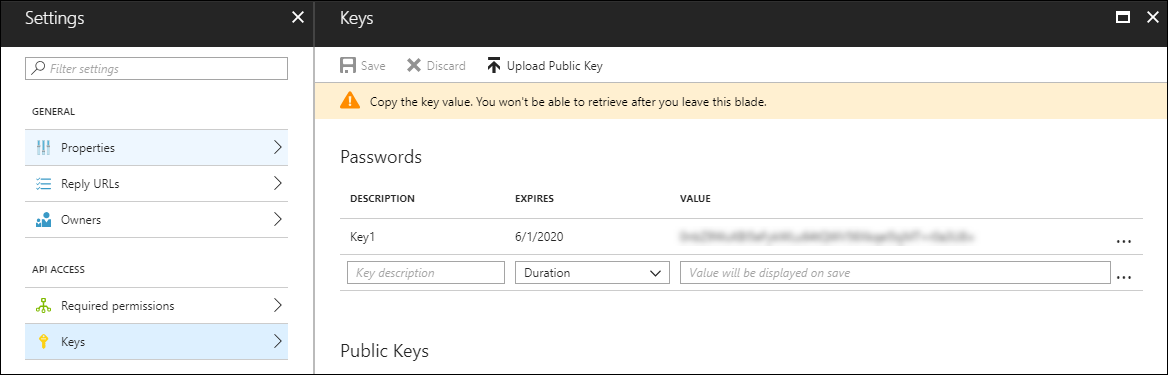 Settings
Filter settings
GENERAL
Properties
Reply URLs
Owners
API ACCESS
Required permissions
Keys
Keys
Save Discard Upload Public Key
Copy the key value. You won't be able to retrieve after you leave this blade.
Passwords
DESCRIPTION EXPIRES VALUE
Key1 6/1/2020
Key description Duration Value will be displayed on save
Public Keys